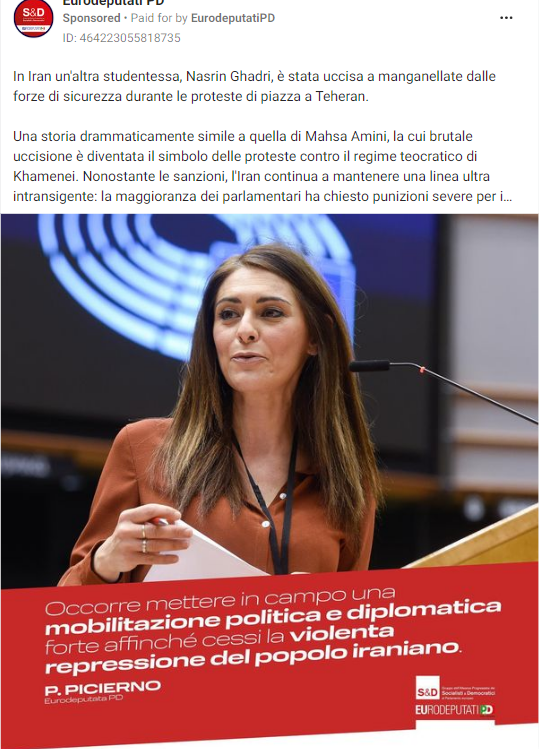 Eurodeputati PD
Sponsored • Paid for by EurodeputatiPD
ID: 464223055818735
In Iran un'altra studentessa, Nasrin Ghadri, è stata uccisa a manganellate dalle
forze di sicurezza durante le proteste di piazza a Teheran.
Una storia drammaticamente simile a quella di Mahsa Amini, la cui brutale
uccisione è diventata il simbolo delle proteste contro il regime teocratico di
Khamenei. Nonostante le sanzioni, l'Iran continua a mantenere una linea ultra
intransigente: la maggioranza dei parlamentari ha chiesto punizioni severe per i...
Occorre mettere in campo una
mobilitazione politica e diplomatica
forte affinché cessi la violenta
repressione del popolo iraniano.
P. PICIERNO
Eurodeputata PD
S&D
Socialisti e Democratici
EURODEPUTATI PD
S&D